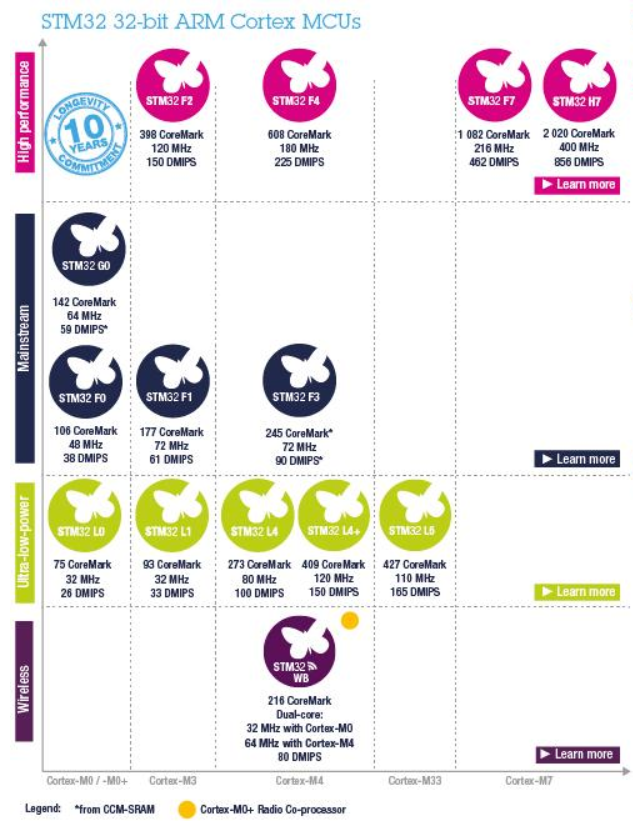 STM32 32-bit ARM Cortex MCUs
High performance
LONGEVITY
10
YEARS
COMMITMENT
STM32 F2
398 CoreMark
120 MHz
150 DMIPS
STM32 F4
608 CoreMark
180 MHz
225 DMIPS
STM32 F7
1 082 CoreMark
216 MHz
462 DMIPS
STM32 H7
2 020 CoreMark
400 MHz
856 DMIPS
Learn more
Mainstream
STM32 G0
142 CoreMark
64 MHz
59 DMIPS*
STM32 F0
106 CoreMark
48 MHz
38 DMIPS
STM32 F1
177 CoreMark
72 MHz
61 DMIPS
STM32 F3
245 CoreMark*
72 MHz
90 DMIPS*
Learn more
Ultra-low-power
STM32 L0
75 CoreMark
32 MHz
26 DMIPS
STM32 L1
93 CoreMark
32 MHz
33 DMIPS
STM32 L4
273 CoreMark
80 MHz
100 DMIPS
STM32 L4+
409 CoreMark
120 MHz
150 DMIPS
STM32 L5
427 CoreMark
110 MHz
165 DMIPS
Learn more
Wireless
STM32
WB
216 CoreMark
Dual-core:
32 MHz with Cortex-M0
64 MHz with Cortex-M4
80 DMIPS
Learn more
Cortex-M0 / -M0+
Cortex-M3
Cortex-M4
Cortex-M33
Cortex-M7
Legend: *from CCM-SRAM
Cortex-M0+ Radio Co-processor